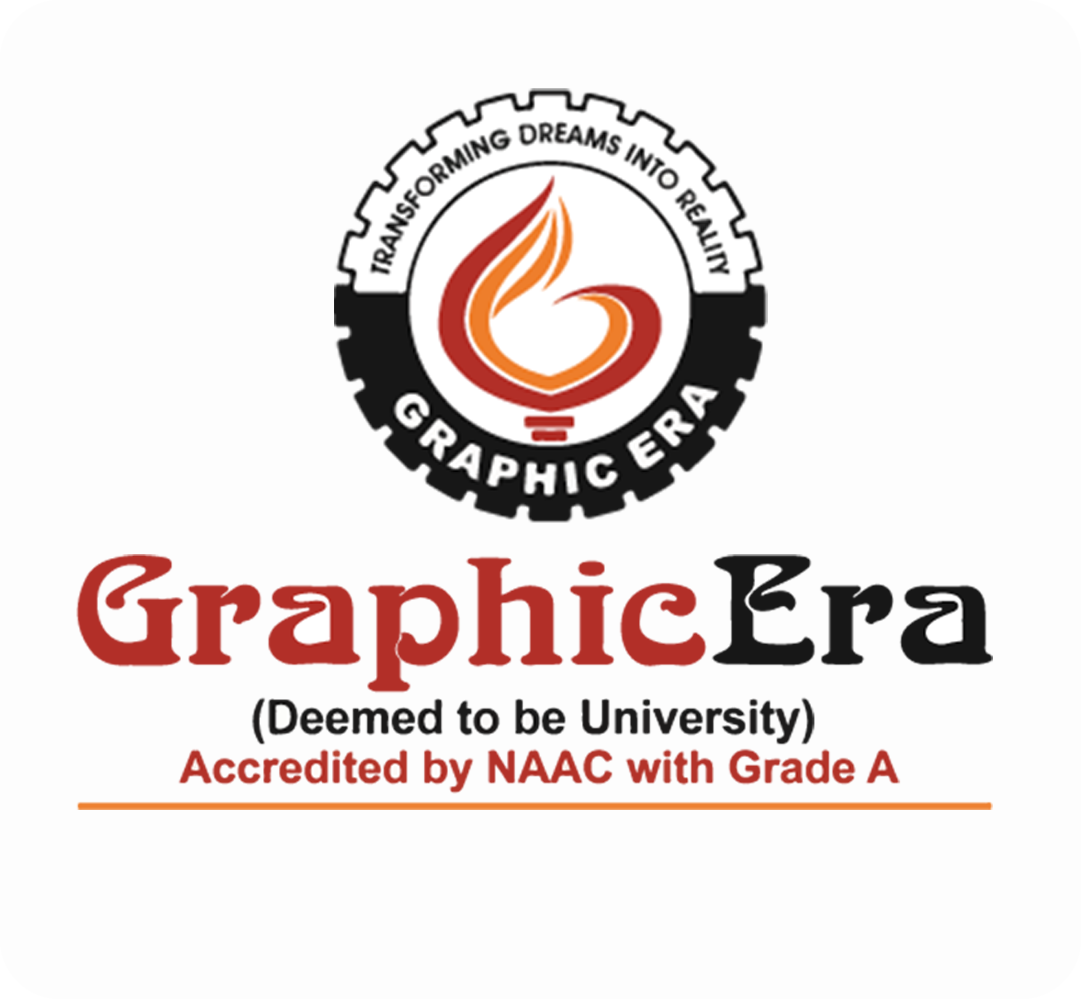 TRANSFORMING DREAMS INTO REALITY
GRAPHIC ERA
GraphicEra
(Deemed to be University)
Accredited by NAAC with Grade A